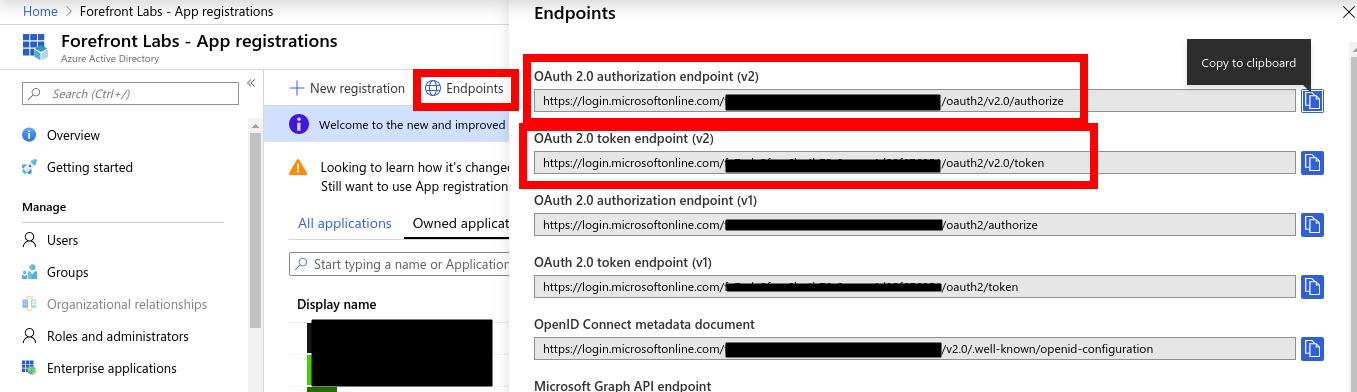 Home > Forefront Labs - App registrations
Forefront Labs - App registrations
Azure Active Directory
Search (Ctrl+/)
Overview
Getting started
Manage
Users
Groups
Organizational relationships
Roles and administrators
Enterprise applications
New registration
Endpoints
Welcome to the new and improved
Looking to learn how it's changed
Still want to use App registration
All applications
Owned applicat
Start typing a name or Application
Display name
Endpoints
Copy to clipboard
OAuth 2.0 authorization endpoint (v2)
https://login.microsoftonline.com/ /oauth2/v2.0/authorize
OAuth 2.0 token endpoint (v2)
https://login.microsoftonline.com/ /oauth2/v2.0/token
OAuth 2.0 authorization endpoint (v1)
https://login.microsoftonline.com/ /oauth2/authorize
OAuth 2.0 token endpoint (v1)
https://login.microsoftonline.com/ /oauth2/token
OpenID Connect metadata document
https://login.microsoftonline.com/ /v2.0/.well-known/openid-configuration
Microsoft Graph API endpoint